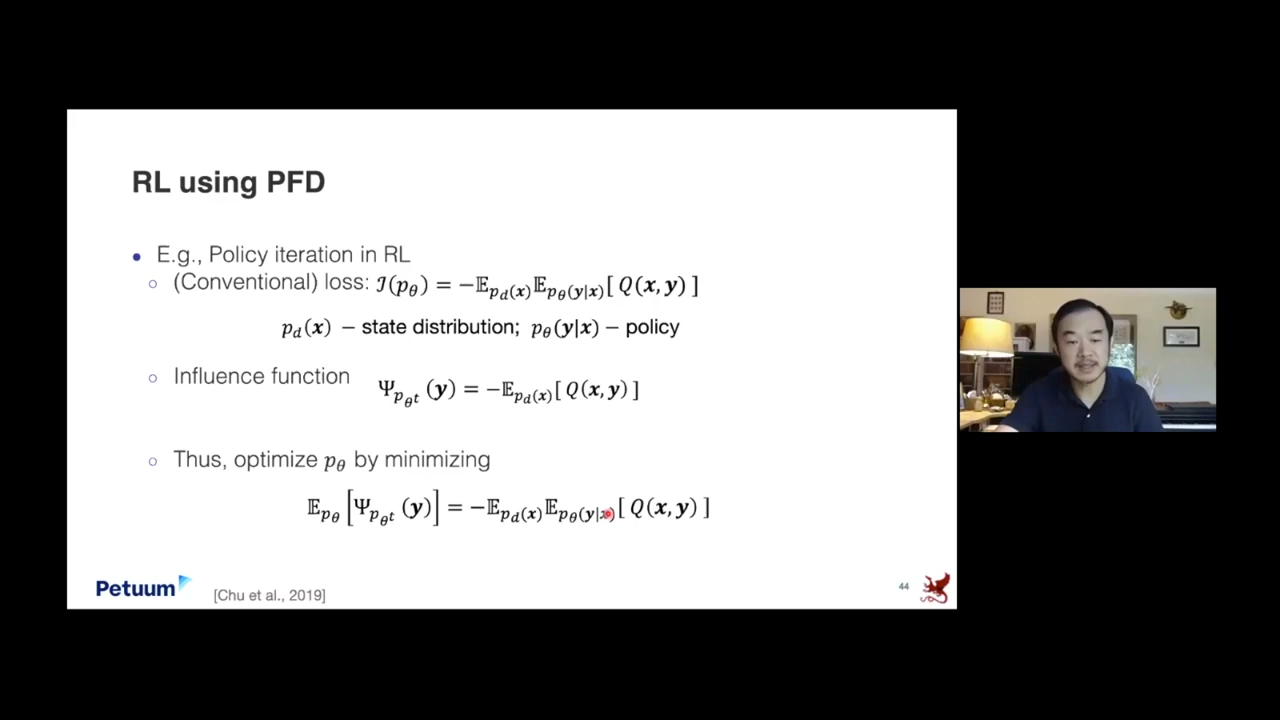 RL using PFD
• E.g., Policy iteration in RL
○ (Conventional) loss: 𝓘(p_θ) = −𝔼_{p_d(x)}𝔼_{p_θ(y|x)}[ Q(x, y) ]
p_d(x) – state distribution; p_θ(y|x) – policy
○ Influence function Ψ_{p_{θ^t}} (y) = −𝔼_{p_d(x)}[ Q(x, y) ]
○ Thus, optimize p_θ by minimizing
𝔼_{p_θ} [Ψ_{p_{θ^t}} (y)] = −𝔼_{p_d(x)}𝔼_{p_θ(y|x)}[ Q(x, y) ]
Petuum [Chu et al., 2019] 44